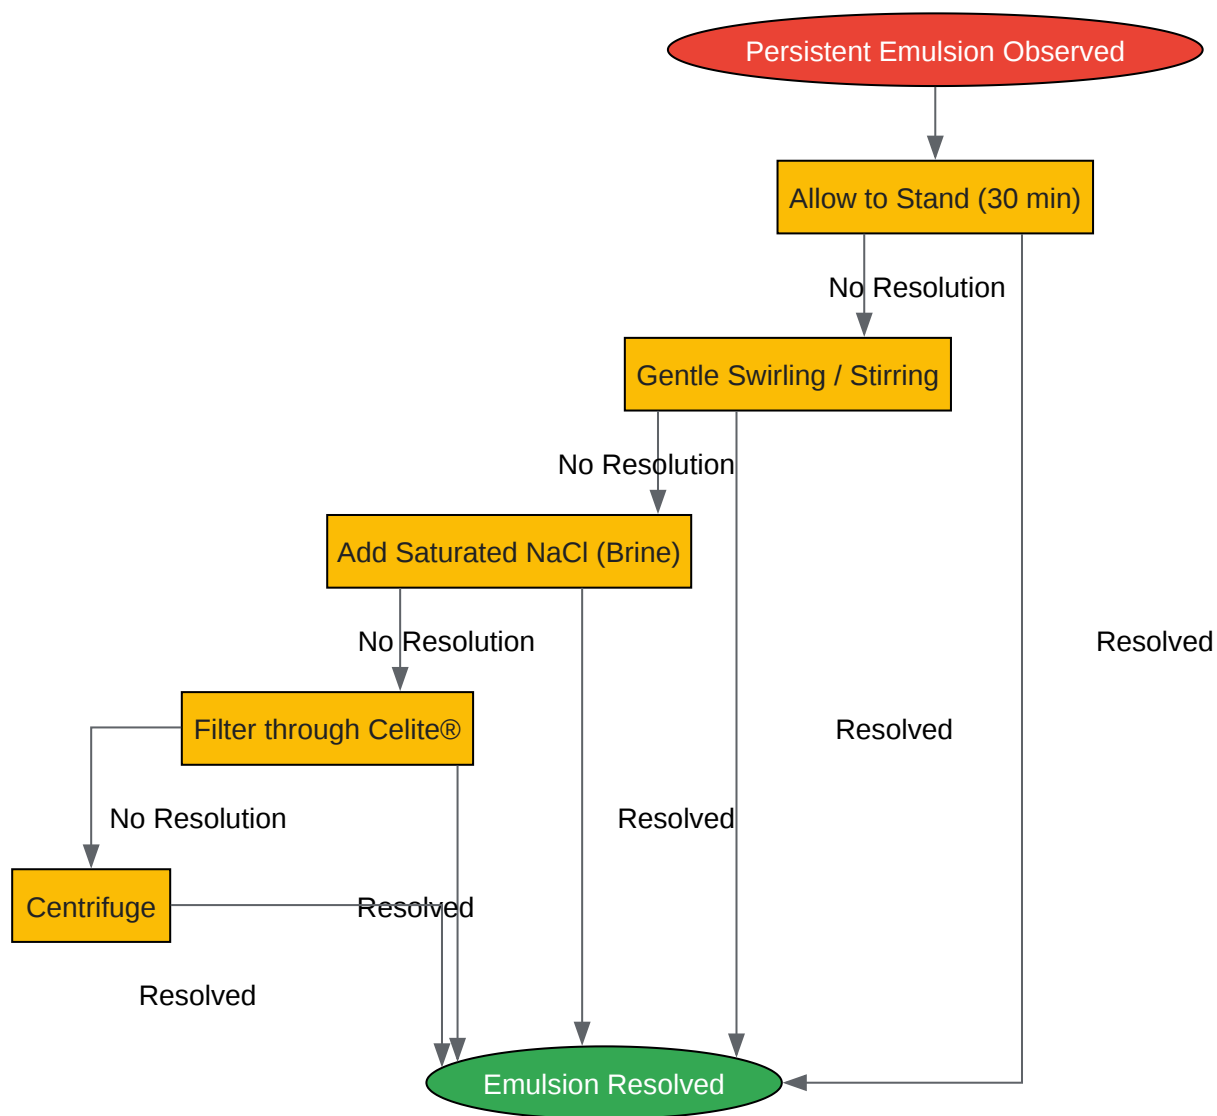 Persistent Emulsion Observed
Allow to Stand (30 min)
No Resolution
Gentle Swirling / Stirring
No Resolution
Add Saturated NaCl (Brine)
No Resolution
Resolved
Filter through Celite®
Resolved
No Resolution
Resolved
Centrifuge
Resolved
Resolved
Emulsion Resolved